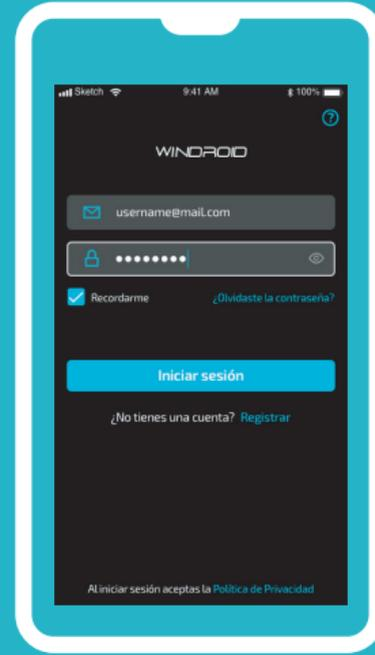 Sketch 9:41 AM 100%
?
WINDROID
username@mail.com
Recordarme ¿Olvidaste la contraseña?
Iniciar sesión
¿No tienes una cuenta? Registrar
Al iniciar sesión aceptas la Política de Privacidad